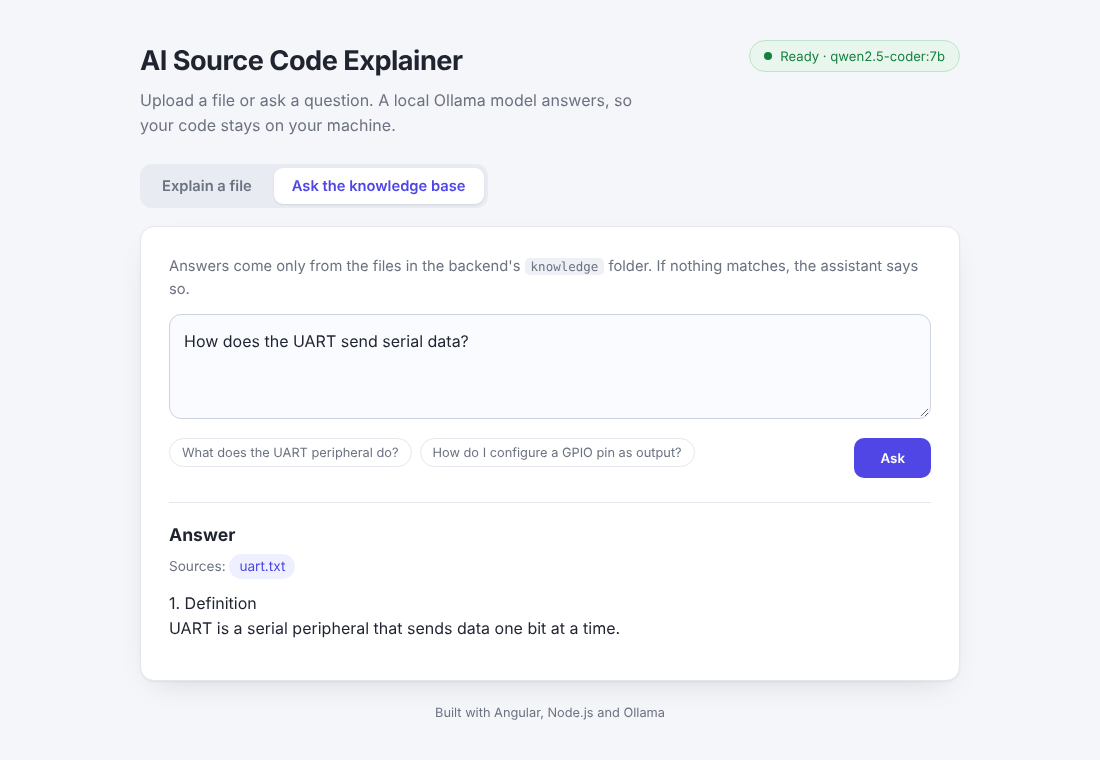 AI Source Code Explainer
Ready · qwen2.5-coder:7b
Upload a file or ask a question. A local Ollama model answers, so
your code stays on your machine.
Explain a file
Ask the knowledge base
Answers come only from the files in the backend's knowledge folder. If nothing matches, the assistant says
so.
How does the UART send serial data?
What does the UART peripheral do?
How do I configure a GPIO pin as output?
Ask
Answer
Sources: uart.txt
1. Definition
UART is a serial peripheral that sends data one bit at a time.
Built with Angular, Node.js and Ollama